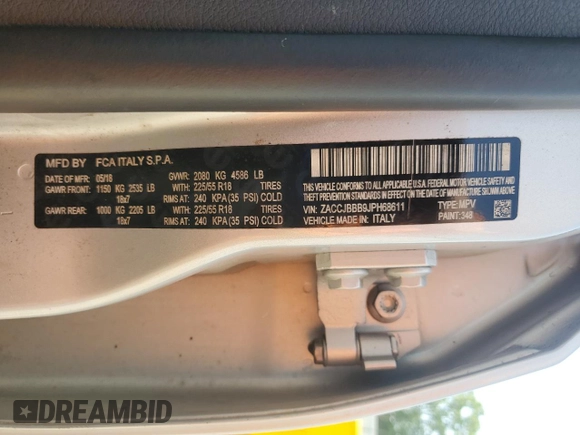 MFD BY FCA ITALY S.P.A.
DATE OF MFR: 05/18 GVWR: 2080 KG 4586 LB
GAWR FRONT: 1150 KG 2535 LB WITH: 225/55 R18 TIRES
18x7 RIMS AT: 240 KPA (35 PSI) COLD
GAWR REAR: 1000 KG 2205 LB WITH: 225/55 R18 TIRES
18x7 RIMS AT: 240 KPA (35 PSI) COLD
THIS VEHICLE CONFORMS TO ALL APPLICABLE U.S.A. FEDERAL MOTOR
VEHICLE SAFETY, BUMPER AND THEFT PREVENTION
STANDARDS IN EFFECT ON THE DATE OF MANUFACTURE SHOWN ABOVE
VIN: ZACCJBBB9JPH68611 TYPE: MPV
VEHICLE MADE IN: ITALY PAINT: 348
DREAMBID